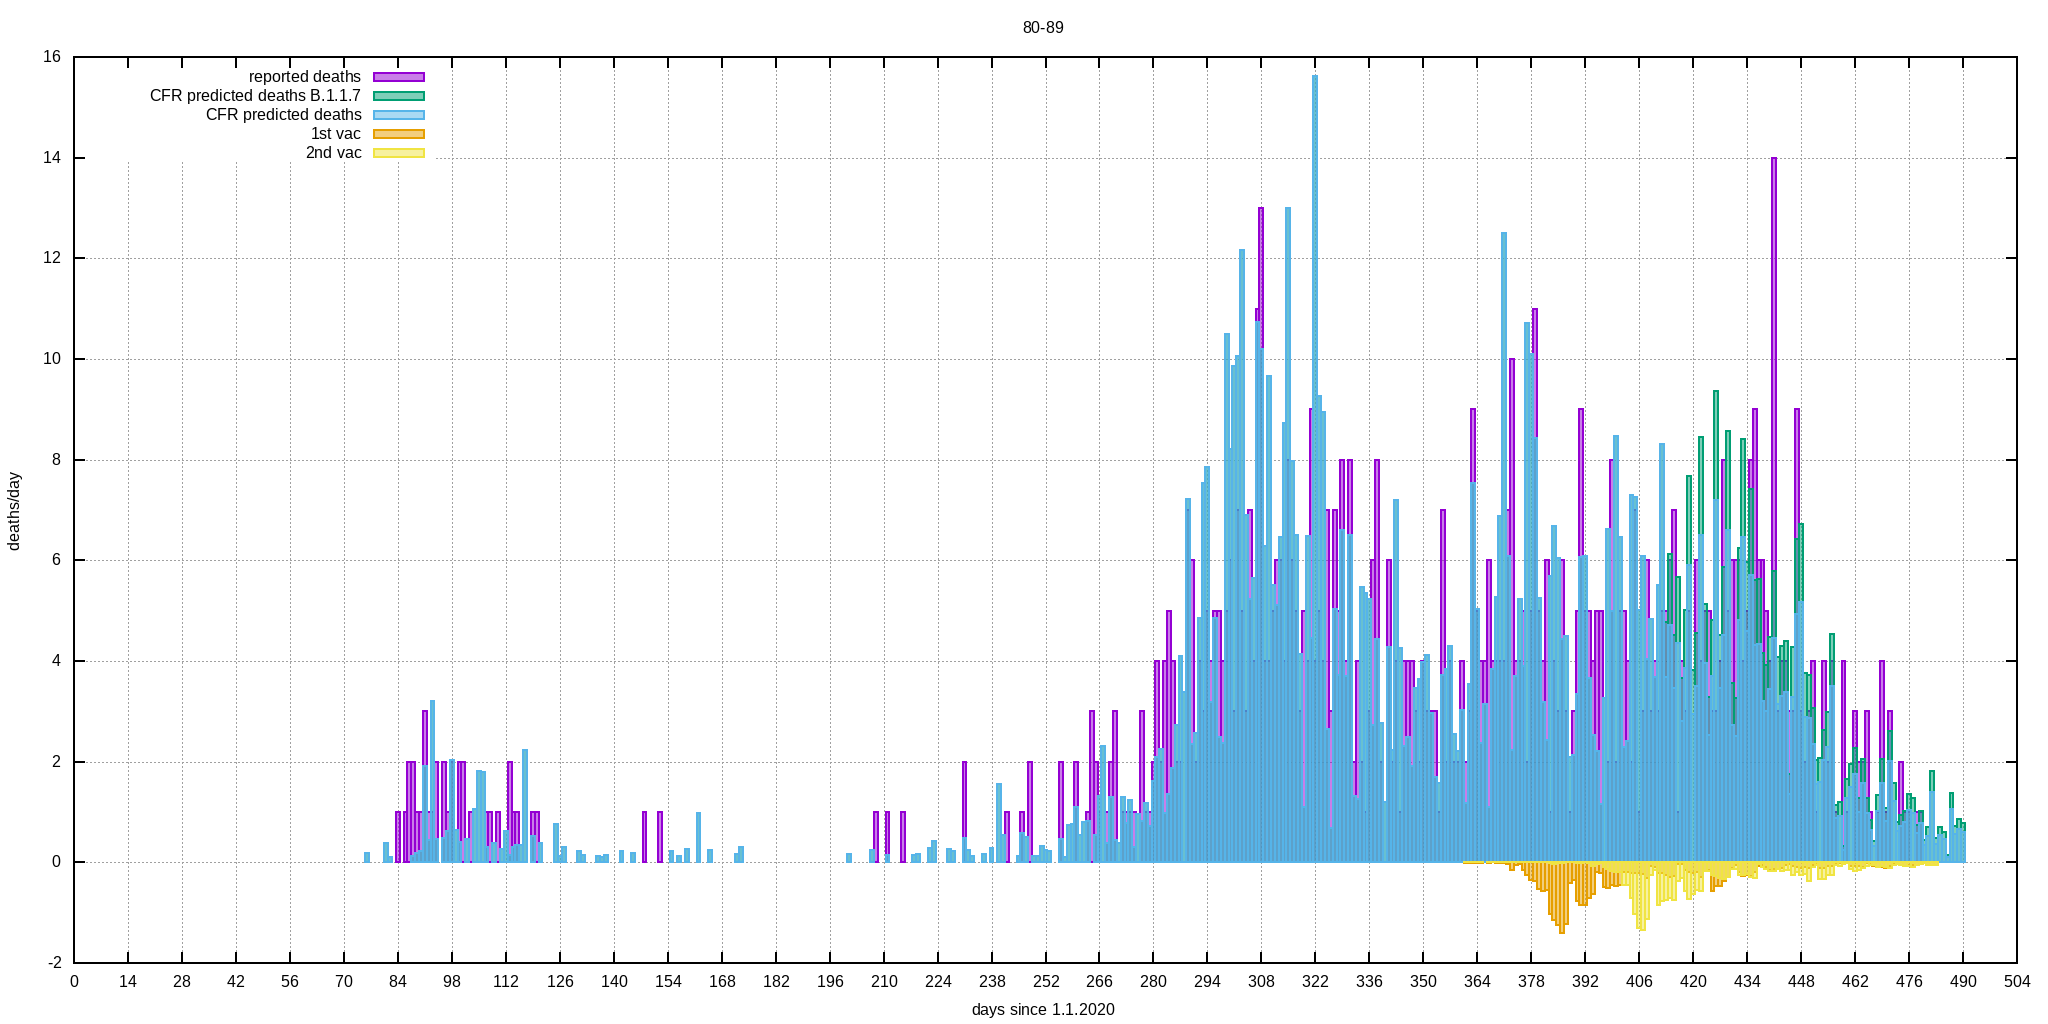 80-89
16
14
12
10
8
6
4
2
0
-2
deaths/day
reported deaths
CFR predicted deaths B.1.1.7
CFR predicted deaths
1st vac
2nd vac
0 14 28 42 56 70 84 98 112 126 140 154 168 182 196 210 224 238 252 266 280 294 308 322 336 350 364 378 392 406 420 434 448 462 476 490 504
days since 1.1.2020